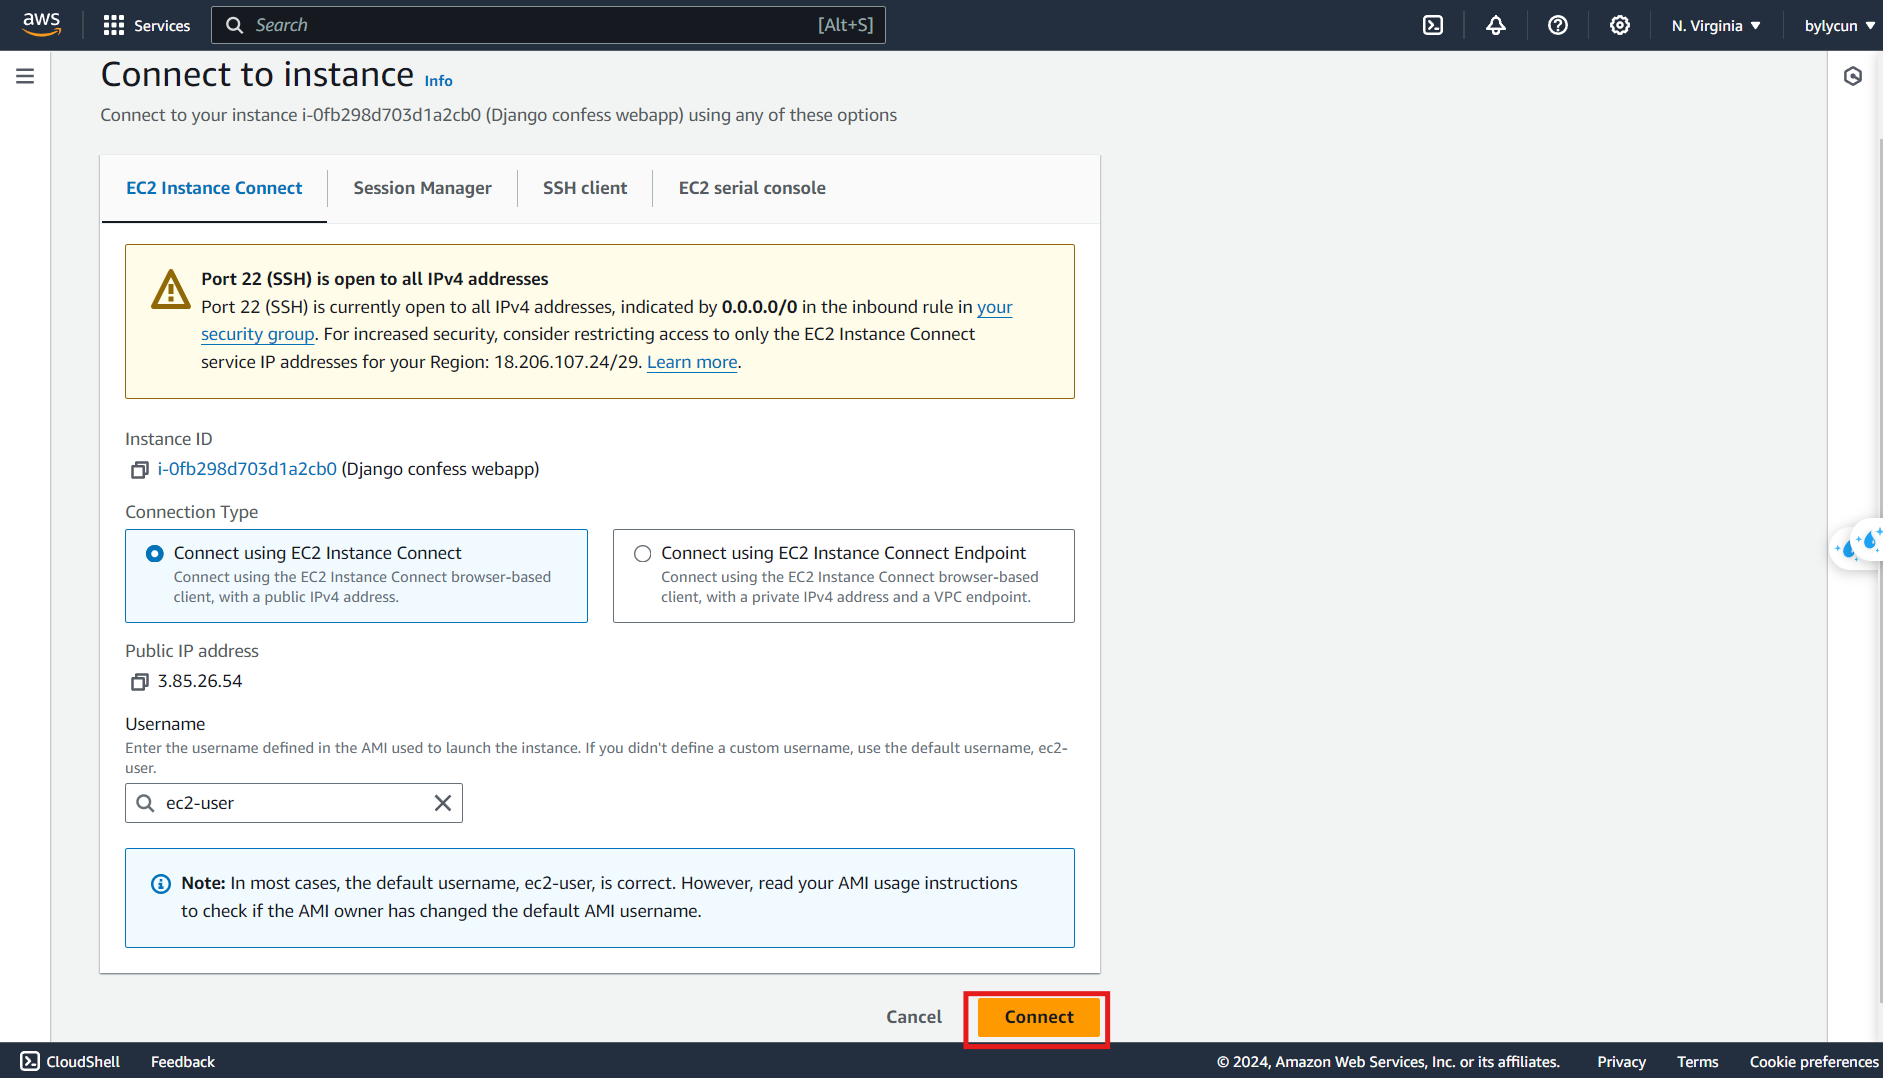 aws
Services
Search
[Alt+S]
N. Virginia
bylycun
Connect to instance Info
Connect to your instance i-0fb298d703d1a2cb0 (Django confess webapp) using any of these options
EC2 Instance Connect
Session Manager
SSH client
EC2 serial console
Port 22 (SSH) is open to all IPv4 addresses
Port 22 (SSH) is currently open to all IPv4 addresses, indicated by 0.0.0.0/0 in the inbound rule in your
security group. For increased security, consider restricting access to only the EC2 Instance Connect
service IP addresses for your Region: 18.206.107.24/29. Learn more.
Instance ID
i-0fb298d703d1a2cb0 (Django confess webapp)
Connection Type
Connect using EC2 Instance Connect
Connect using the EC2 Instance Connect browser-based
client, with a public IPv4 address.
Connect using EC2 Instance Connect Endpoint
Connect using the EC2 Instance Connect browser-based
client, with a private IPv4 address and a VPC endpoint.
Public IP address
3.85.26.54
Username
Enter the username defined in the AMI used to launch the instance. If you didn't define a custom username, use the default username, ec2-
user.
ec2-user
Note: In most cases, the default username, ec2-user, is correct. However, read your AMI usage instructions
to check if the AMI owner has changed the default AMI username.
Cancel
Connect
CloudShell
Feedback
© 2024, Amazon Web Services, Inc. or its affiliates.
Privacy
Terms
Cookie preferences